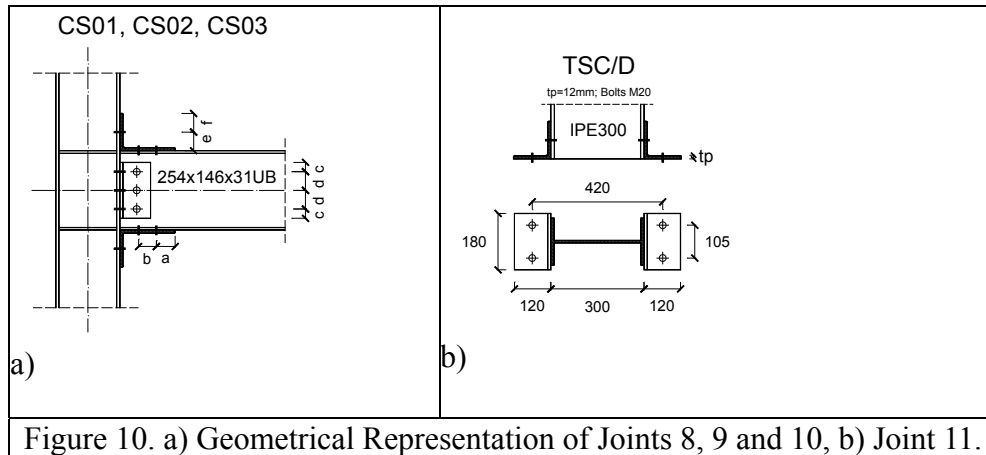 CS01, CS02, CS03
f
e
254x146x31UB
c
d
d
c
b
a
a)
TSC/D
tp=12mm; Bolts M20
IPE300
tp
420
180
105
120
300
120
b)
Figure 10. a) Geometrical Representation of Joints 8, 9 and 10, b) Joint 11.